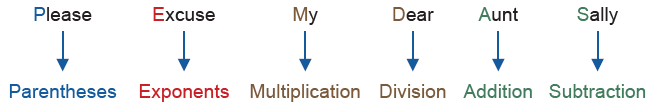 Please Excuse My Dear Aunt Sally
Parentheses Exponents Multiplication Division Addition Subtraction